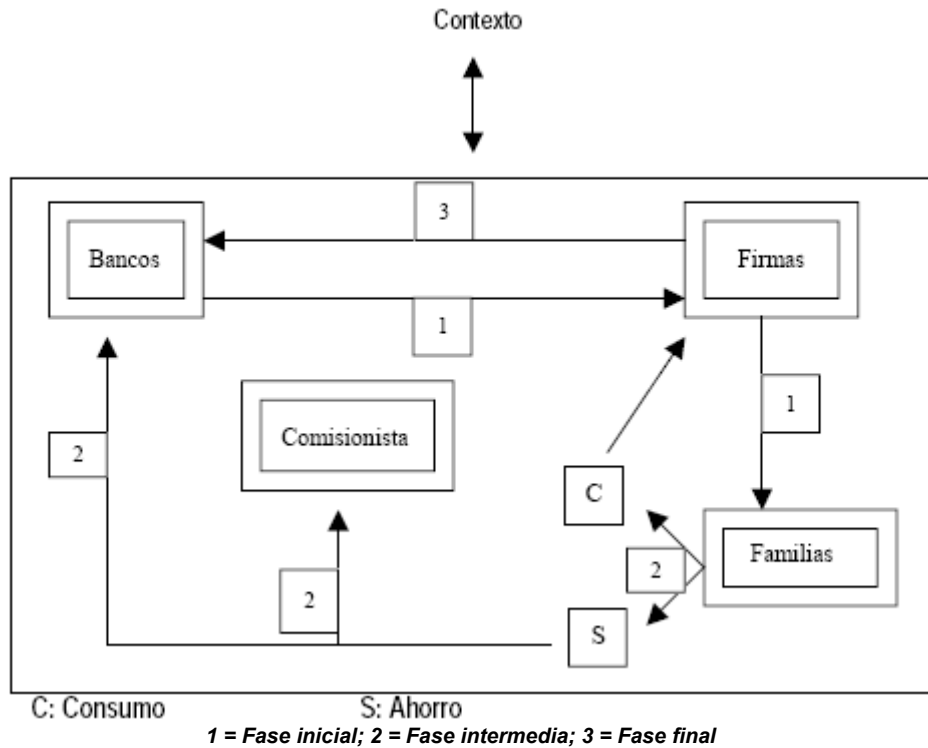 Contexto
3
Bancos
Firmas
1
1
Comisionista
2
C
Familias
2
2
S
C: Consumo S: Ahorro
1 = Fase inicial; 2 = Fase intermedia; 3 = Fase final